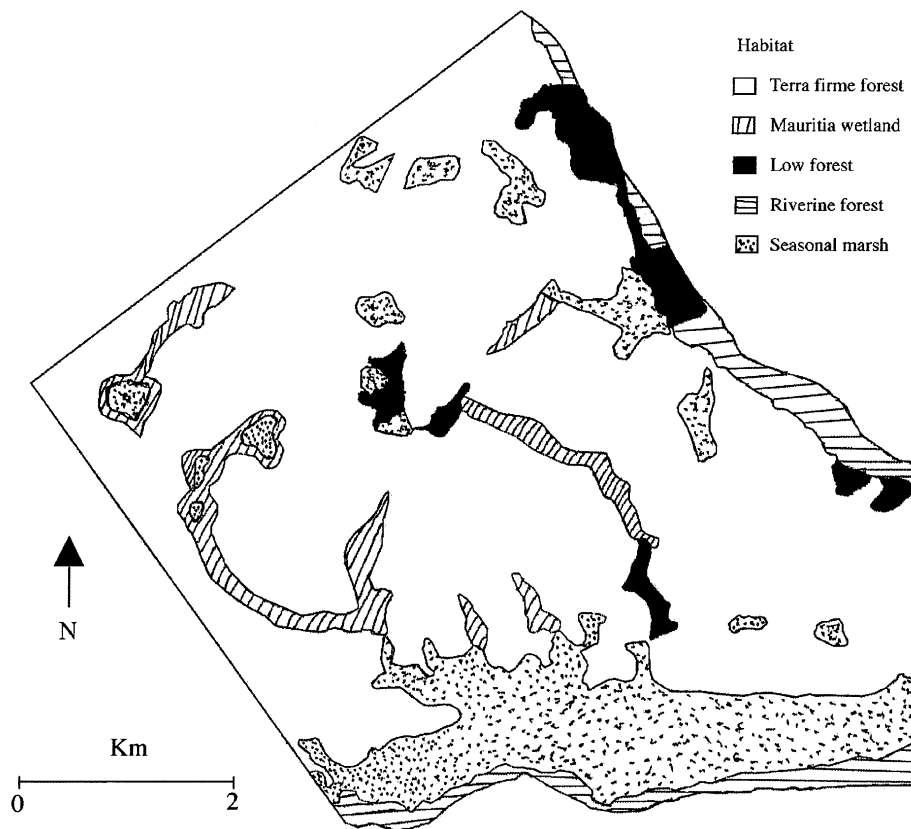 Habitat
Terra firme forest
Mauritia wetland
Low forest
Riverine forest
Seasonal marsh
N
Km
0 2